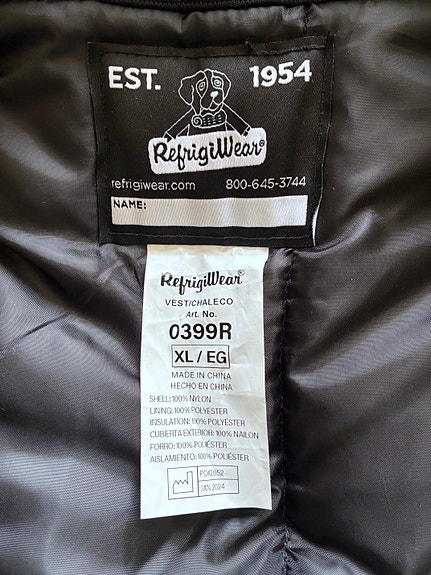 EST. 1954
RefrigiWear®
refrigiwear.com 800-645-3744
NAME:
RefrigiWear®
VEST/CHALECO
Art. No.
0399R
XL / EG
MADE IN CHINA
HECHO EN CHINA
SHELL: 100% NYLON
LINING: 100% POLYESTER
INSULATION: 100% POLYESTER
CUBIERTA EXTERIOR: 100% NAILON
FORRO: 100% POLIÉSTER
AISLAMIENTO: 100% POLIÉSTER
PO#2052
JAN.2024